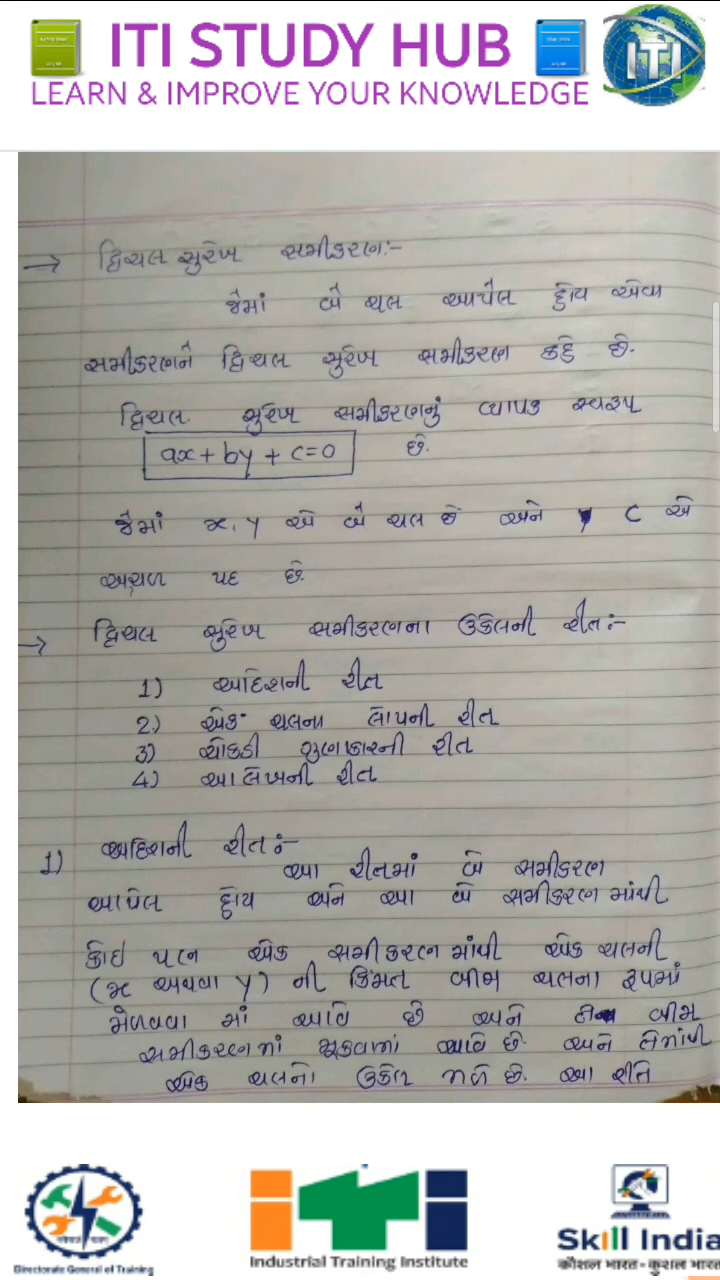 ITI STUDY HUB
LEARN & IMPROVE YOUR KNOWLEDGE
ITI
→ દ્વિચલ સુરેખ સમીકરણ:-
જેમાં બે ચલ આપેલ હોય એવા
સમીકરણને દ્વિચલ સુરેખ સમીકરણ કહે છે.
દ્વિચલ સુરેખ સમીકરણનું વ્યાપક સ્વરૂપ
ax + by + c = 0 છે.
જેમાં x, y એ બે ચલ છે અને c એ
અચળ પદ છે.
→ દ્વિચલ સુરેખ સમીકરણના ઉકેલની રીત:-
1) આદેશની રીત
2) એક ચલના લોપની રીત
3) ચોકડી ગુણાકારની રીત
4) આલેખની રીત
1) આદેશની રીત:-
આ રીતમાં બે સમીકરણ
આપેલ હોય અને આ બે સમીકરણ માંથી
કોઇ પણ એક સમીકરણ માંથી એક ચલની
(x અથવા y) ની કિંમત બીજા ચલના રૂપમાં
મેળવવા માં આવે છે અને બીજા
સમીકરણમાં મૂકવામાં આવે છે. અને તેમાંથી
એક ચલનો ઉકેલ મળે છે. આ રીતે
Directorate General of Training
Industrial Training Institute
Skill India
कौशल भारत - कुशल भारत